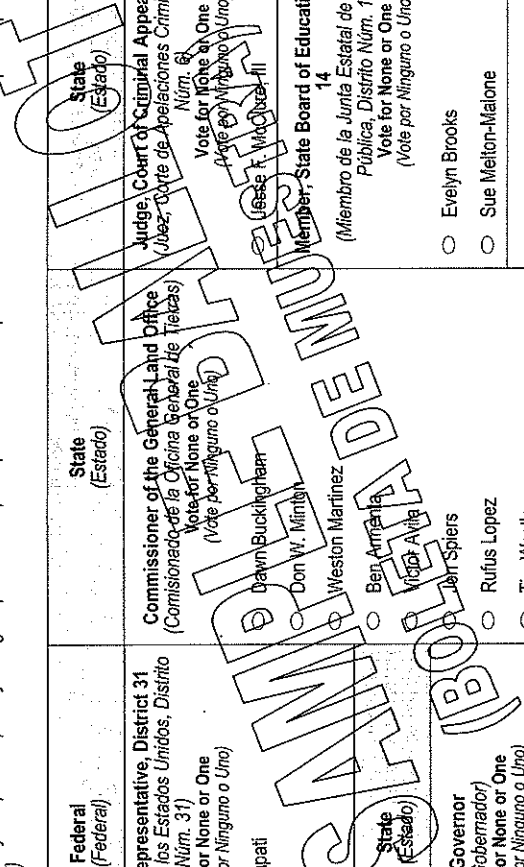 Federal
(Federal)
epresentative, District 31
los Estados Unidos, Distrito
Núm. 31)
or None or One
or Ninguno o Uno)
pati
State
(Estado)
Governor
obernador)
or None or One
or Ninguno o Uno)
State
(Estado)
Commissioner of the General Land Office
(Comisionado de la Oficina General de Tierras)
Vote for None or One
(Vote por Ninguno o Uno)
Dawn Buckingham
Don W. Minton
Weston Martinez
Ben Armenta
Victor Avila
Jon Spiers
Rufus Lopez
State
(Estado)
Judge, Court of Criminal Appea
(Juez, Corte de Apelaciones Crimi
Núm. 6)
Vote for None or One
(Vote por Ninguno o Uno)
Jesse F. McClure, III
Member, State Board of Educati
14
(Miembro de la Junta Estatal de
Pública, Distrito Núm. 1
Vote for None or One
(Vote por Ninguno o Uno
Evelyn Brooks
Sue Melton-Malone
SAMPLE BALLOT
(BOLETA DE MUESTRA)